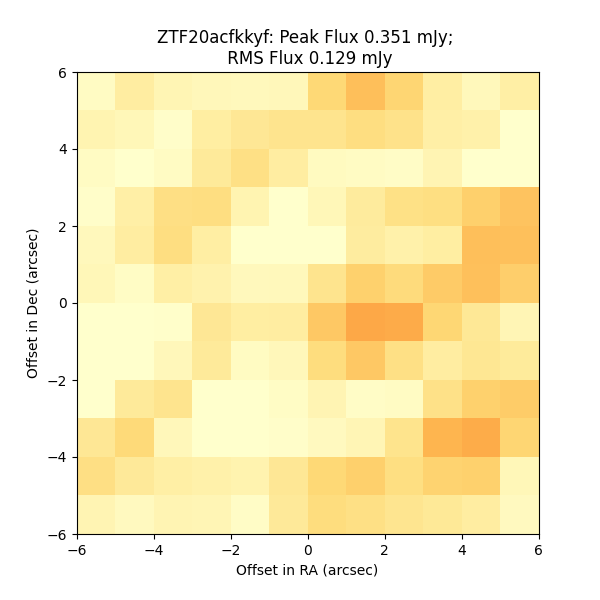 ZTF20acfkkyf: Peak Flux 0.351 mJy;
RMS Flux 0.129 mJy
6
4
2
0
−2
−4
−6
Offset in Dec (arcsec)
−6 −4 −2 0 2 4 6
Offset in RA (arcsec)